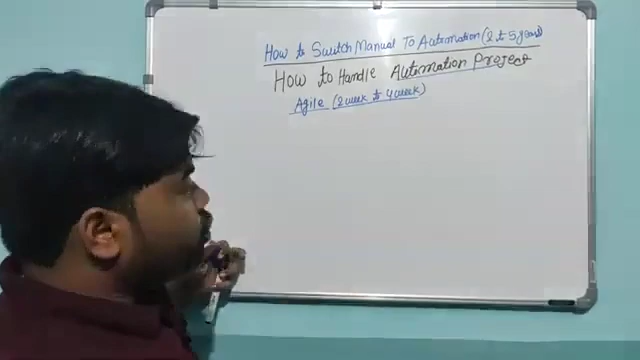 How to Switch Manual To Automation (2 to 5 years)
How to Handle Automation Project
Agile (2 week to 4 week)